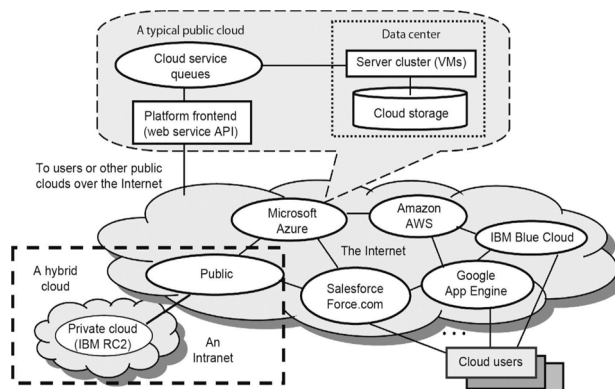 A typical public cloud
Data center
Cloud service
queues
Server cluster (VMs)
Platform frontend
(web service API)
Cloud storage
To users or other public
clouds over the Internet
Microsoft
Azure
Amazon
AWS
IBM Blue Cloud
The Internet
A hybrid
cloud
Public
Salesforce
Force.com
Google
App Engine
Private cloud
(IBM RC2)
An
Intranet
...
Cloud users